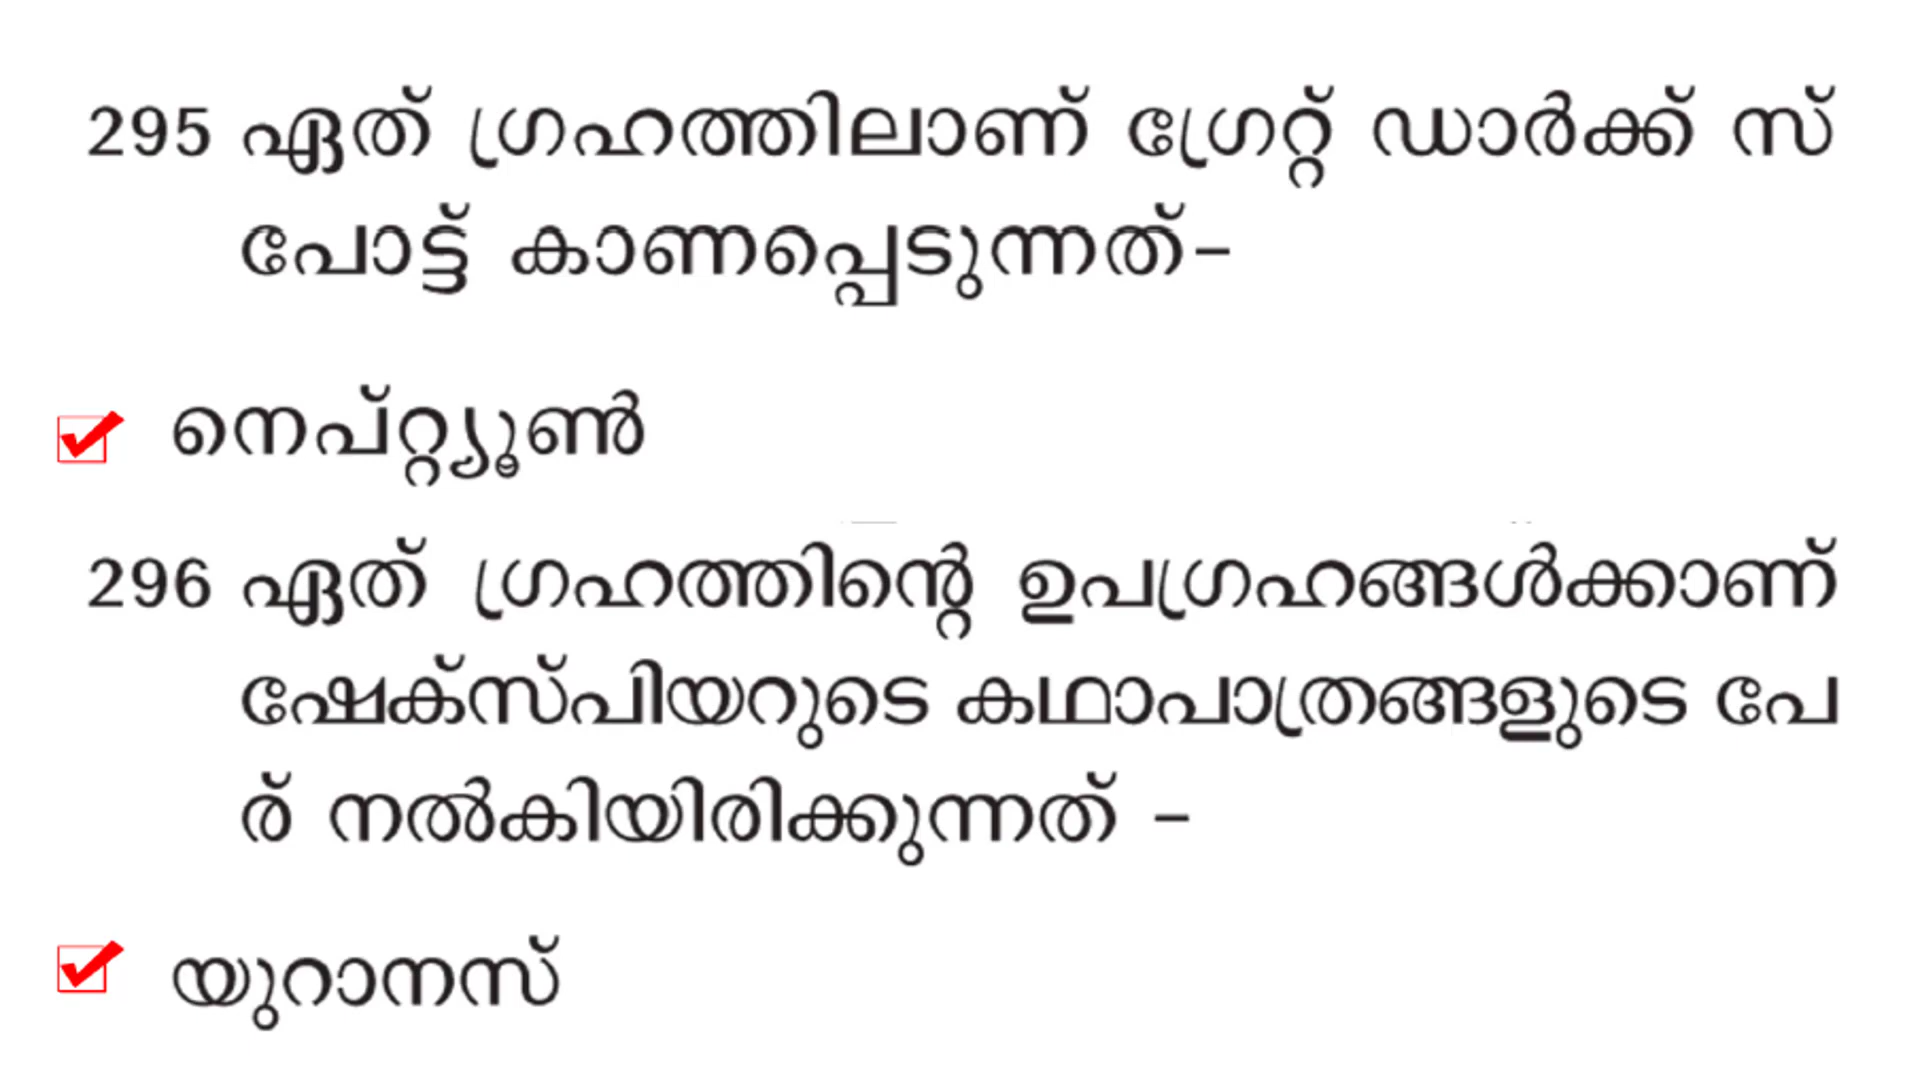 295 ഏത് ഗ്രഹത്തിലാണ് ഗ്രേറ്റ് ഡാർക്ക് സ്
പോട്ട് കാണപ്പെടുന്നത്-
നെപ്റ്റ്യൂൺ
296 ഏത് ഗ്രഹത്തിന്റെ ഉപഗ്രഹങ്ങൾക്കാണ്
ഷേക്സ്പിയറുടെ കഥാപാത്രങ്ങളുടെ പേ
ര് നൽകിയിരിക്കുന്നത് -
യുറാനസ്